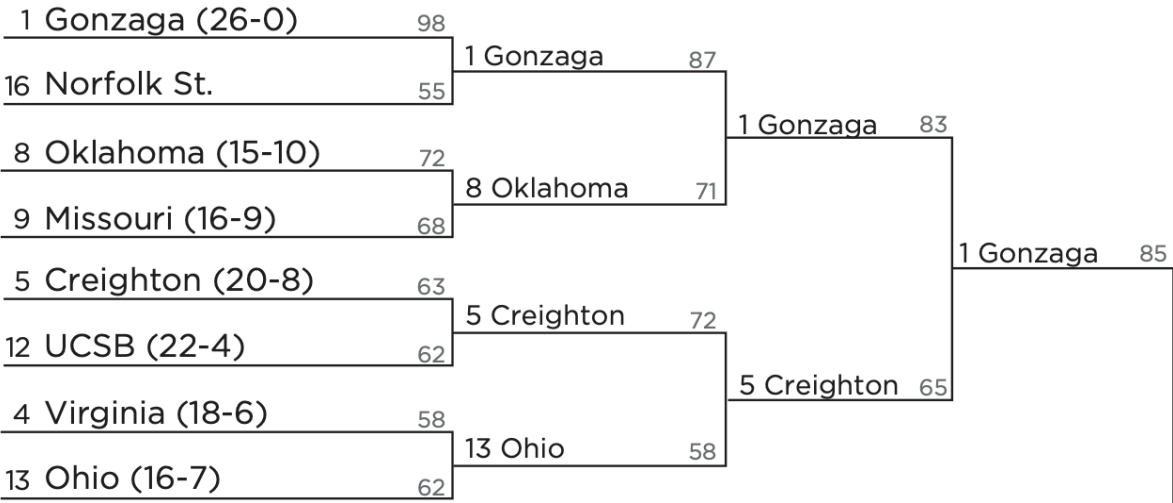 1 Gonzaga (26-0) 98
1 Gonzaga 87
16 Norfolk St. 55
1 Gonzaga 83
8 Oklahoma (15-10) 72
8 Oklahoma 71
9 Missouri (16-9) 68
1 Gonzaga 85
5 Creighton (20-8) 63
5 Creighton 72
12 UCSB (22-4) 62
5 Creighton 65
4 Virginia (18-6) 58
13 Ohio 58
13 Ohio (16-7) 62